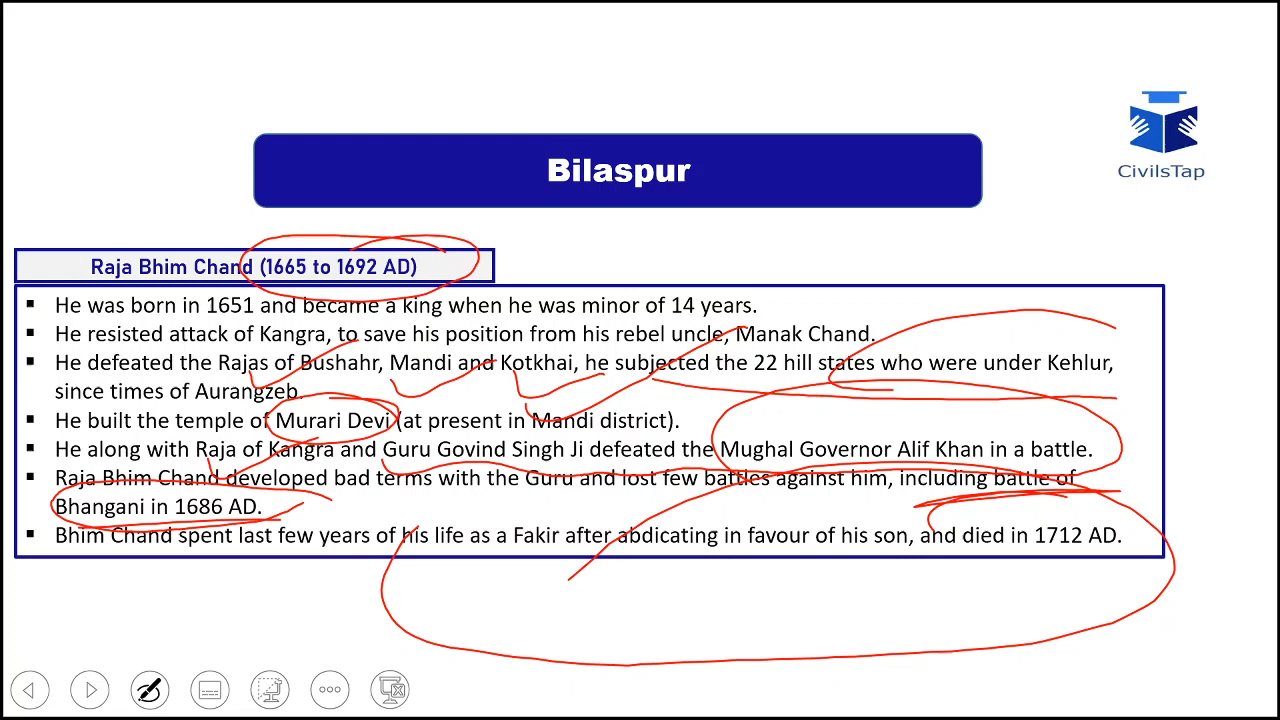 Bilaspur
CivilsTap
Raja Bhim Chand (1665 to 1692 AD)
▪ He was born in 1651 and became a king when he was minor of 14 years.
▪ He resisted attack of Kangra, to save his position from his rebel uncle, Manak Chand.
▪ He defeated the Rajas of Bushahr, Mandi and Kotkhai, he subjected the 22 hill states who were under Kehlur,
since times of Aurangzeb.
▪ He built the temple of Murari Devi (at present in Mandi district).
▪ He along with Raja of Kangra and Guru Govind Singh Ji defeated the Mughal Governor Alif Khan in a battle.
▪ Raja Bhim Chand developed bad terms with the Guru and lost few battles against him, including battle of
Bhangani in 1686 AD.
▪ Bhim Chand spent last few years of his life as a Fakir after abdicating in favour of his son, and died in 1712 AD.